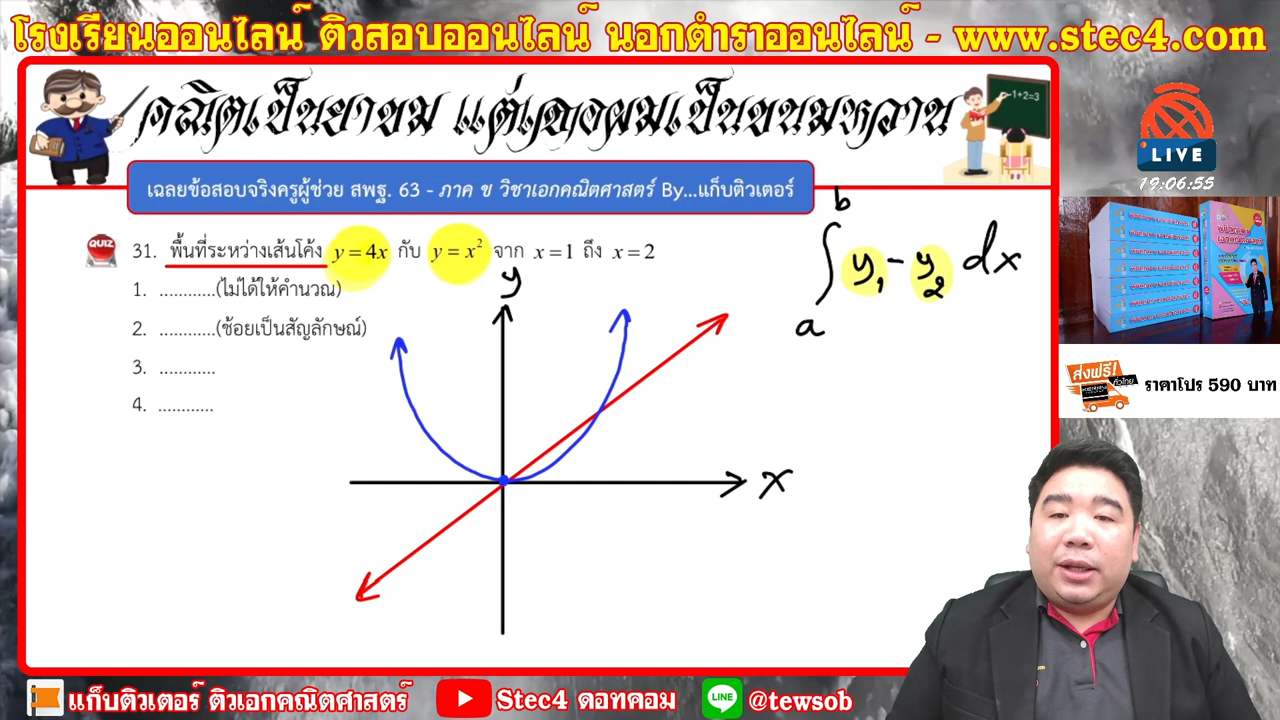 โรงเรียนออนไลน์ ติวสอบออนไลน์ นอกตำราออนไลน์ - www.stec4.com
คณิตเป็นยาขม แต่เธอผมเป็นขนมหวาน
-1+2=3
LIVE
19:06:55
เฉลยข้อสอบจริงครูผู้ช่วย สพฐ. 63 - ภาค ข วิชาเอกคณิตศาสตร์ By...แก็บติวเตอร์
QUIZ
31. พื้นที่ระหว่างเส้นโค้ง y = 4x กับ y = x² จาก x = 1 ถึง x = 2
1. ............(ไม่ได้ให้คำนวณ)
2. ............(ช้อยเป็นสัญลักษณ์)
3. ............
4. ............
∫ₐᵇ y₁ - y₂ dx
y
x
ส่งฟรี!
ทั่วไทย
ราคาโปร 590 บาท
แก็บติวเตอร์ ติวเอกคณิตศาสตร์
Stec4 ดอทคอม
LINE
@tewsob